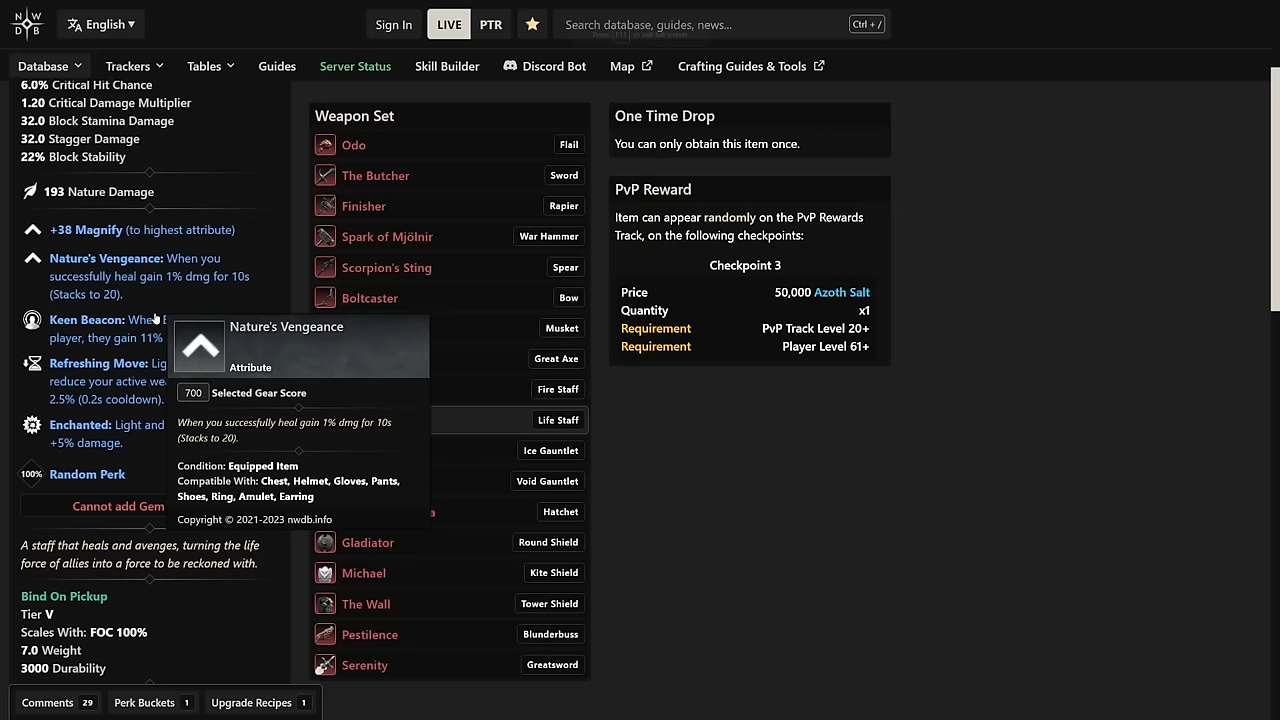 NW
DB
English
Sign In
LIVE
PTR
Search database, guides, news...
Ctrl + /
Database
Trackers
Tables
Guides
Server Status
Skill Builder
Discord Bot
Map
Crafting Guides & Tools
6.0% Critical Hit Chance
1.20 Critical Damage Multiplier
32.0 Block Stamina Damage
32.0 Stagger Damage
22% Block Stability
193 Nature Damage
+38 Magnify (to highest attribute)
Nature's Vengeance: When you
successfully heal gain 1% dmg for 10s
(Stacks to 20).
Keen Beacon:
player, they gain 11%
Refreshing Move:
reduce your active
2.5% (0.2s cooldown).
Enchanted: Light and
+5% damage.
100%
Random Perk
Cannot add Gem
A staff that heals and avenges, turning the life
force of allies into a force to be reckoned with.
Bind On Pickup
Tier V
Scales With: FOC 100%
7.0 Weight
3000 Durability
Comments 29
Perk Buckets 1
Upgrade Recipes 1
Nature's Vengeance
Attribute
700 Selected Gear Score
When you successfully heal gain 1% dmg for 10s
(Stacks to 20).
Condition: Equipped Item
Compatible With: Chest, Helmet, Gloves, Pants,
Shoes, Ring, Amulet, Earring
Copyright © 2021-2023 nwdb.info
Weapon Set
Odo Flail
The Butcher Sword
Finisher Rapier
Spark of Mjölnir War Hammer
Scorpion's Sting Spear
Boltcaster Bow
Musket
Great Axe
Fire Staff
Life Staff
Ice Gauntlet
Void Gauntlet
Hatchet
Gladiator Round Shield
Michael Kite Shield
The Wall Tower Shield
Pestilence Blunderbuss
Serenity Greatsword
One Time Drop
You can only obtain this item once.
PvP Reward
Item can appear randomly on the PvP Rewards
Track, on the following checkpoints:
Checkpoint 3
Price 50,000 Azoth Salt
Quantity x1
Requirement PvP Track Level 20+
Requirement Player Level 61+